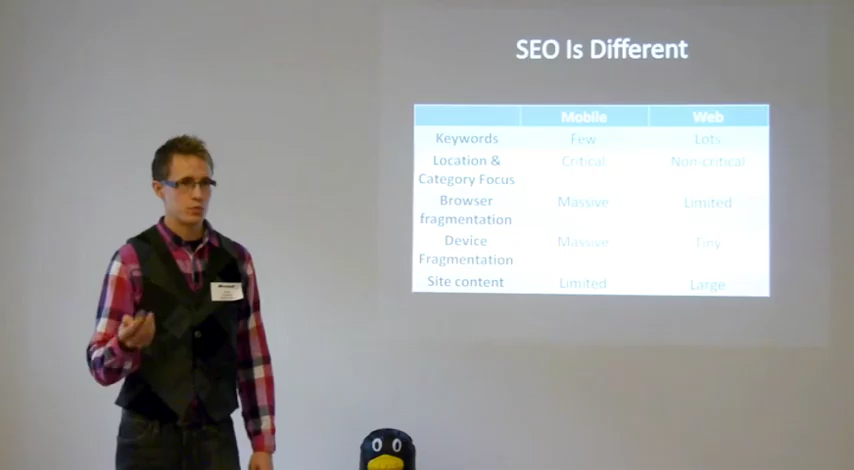 SEO Is Different
Mobile Web
Keywords Few Lots
Location & Critical Non-critical
Category Focus
Browser Massive Limited
fragmentation
Device Massive Tiny
Fragmentation
Site content Limited Large